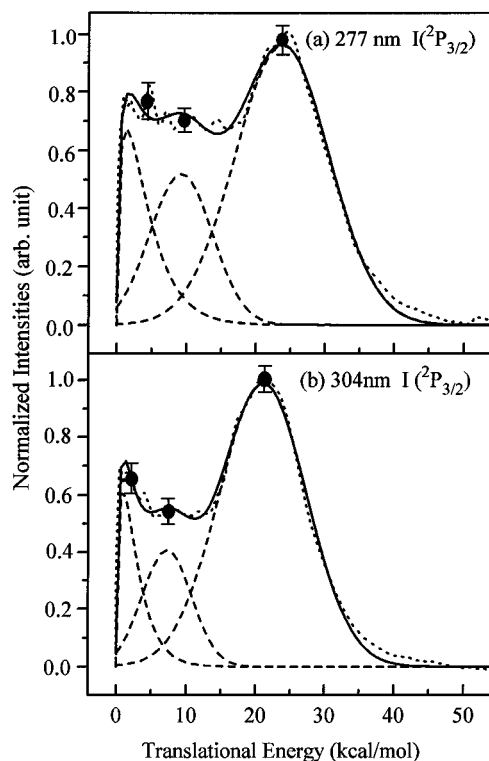 Normalized Intensities (arb. unit)
(a) 277 nm I(²P₃/₂)
1.0
0.8
0.6
0.4
0.2
0.0
(b) 304nm I (²P₃/₂)
1.0
0.8
0.6
0.4
0.2
0.0
0 10 20 30 40 50
Translational Energy (kcal/mol)